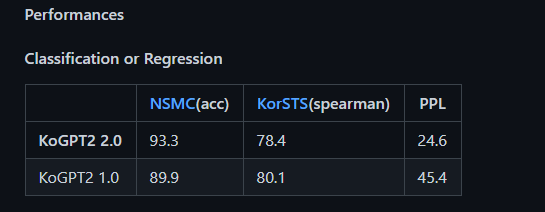 Performances
Classification or Regression
NSMC(acc) KorSTS(spearman) PPL
KoGPT2 2.0 93.3 78.4 24.6
KoGPT2 1.0 89.9 80.1 45.4